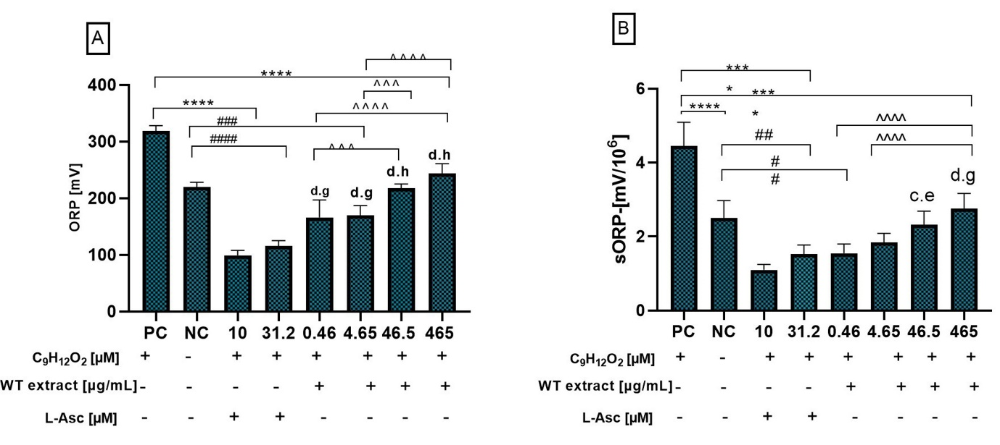 A
^ ^ ^ ^
****
^ ^ ^
****
^ ^ ^ ^
###
####
^ ^ ^
d.g
d.g
d.h
d.h
ORP [mV]
400
300
200
100
0
PC NC 10 31.2 0.46 4.65 46.5 465
C₉H₁₂O₂ [µM] + - + + + + + +
WT extract [µg/mL] - - - - + + + +
L-Asc [µM] - - + + - - - -
B
***
*
***
****
*
^^^^
^^^^
##
#
#
c.e
d.g
sORP-[mV/10⁶]
6
4
2
0
PC NC 10 31.2 0.46 4.65 46.5 465
C₉H₁₂O₂ [µM] + - + + + + + +
WT extract [µg/mL] - - - - + + + +
L-Asc [µM] - - + + - - - -